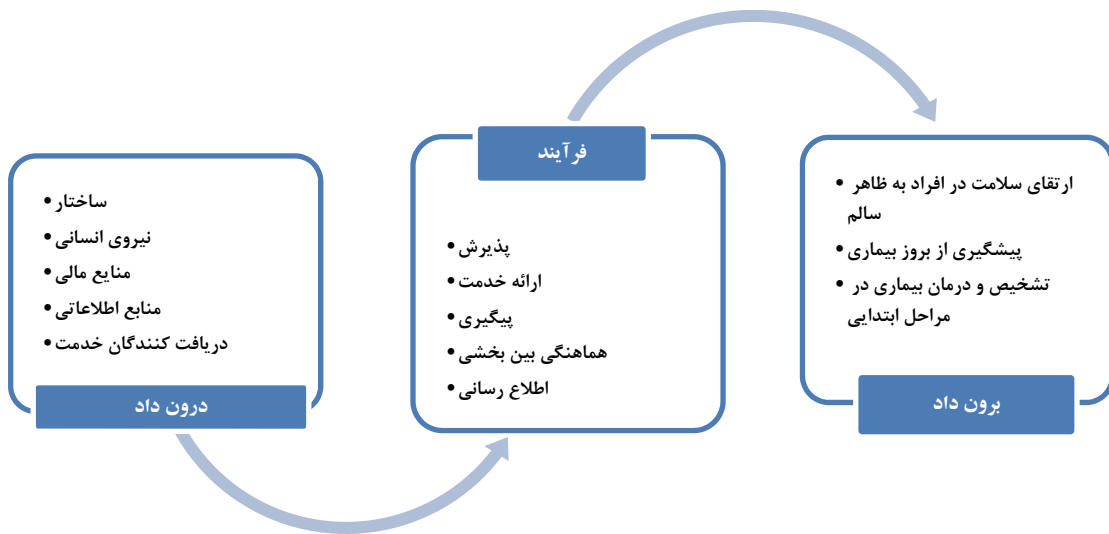 • ساختار
• نیروی انسانی
• منایع مالی
• منابع اطلاعاتی
• دریافت کنندگان خدمت
درون داد
فرآیند
• پذیرش
• ارائه خدمت
• پیگیری
• هماهنگی بین بخشی
• اطلاع رسانی
• ارتقای سلامت در افراد به ظاهر
سالم
• پیشگیری از بروز بیماری
• تشخیص و درمان بیماری در
مراحل ابتدایی
برون داد